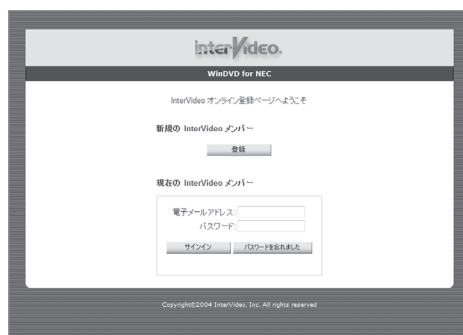 InterVideo.
WinDVD for NEC
InterVideo オンライン登録ページへようこそ
新規の InterVideo メンバー
登録
現在の InterVideo メンバー
電子メールアドレス:
パスワード:
サインイン パスワードを忘れました
Copyright©2004 InterVideo, Inc. All rights reserved